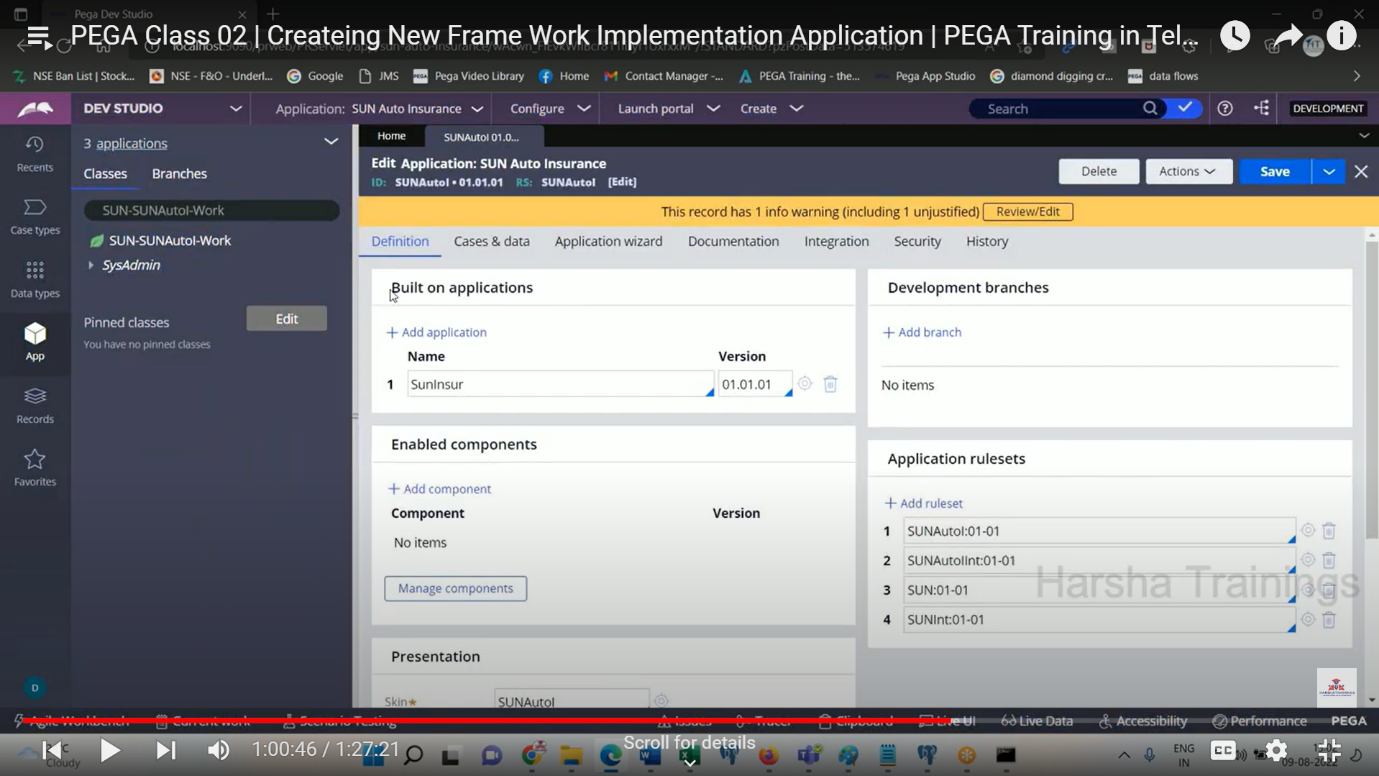 Pega Dev Studio
PEGA Class 02 | Createing New Frame Work Implementation Application | PEGA Training in Tel...
NSE Ban List | Stock...
NSE - F&O - Underl...
Google
JMS
Pega Video Library
Home
Contact Manager -...
PEGA Training - the...
Pega App Studio
diamond digging cr...
data flows
DEV STUDIO
Application: SUN Auto Insurance
Configure
Launch portal
Create
Search
DEVELOPMENT
Recents
Case types
Data types
App
Records
Favorites
3 applications
Classes
Branches
SUN-SUNAutoI-Work
SUN-SUNAutoI-Work
SysAdmin
Pinned classes
Edit
You have no pinned classes
Home
SUNAutoI 01.0...
Edit Application: SUN Auto Insurance
ID: SUNAutoI • 01.01.01 RS: SUNAutoI [Edit]
Delete
Actions
Save
This record has 1 info warning (including 1 unjustified)
Review/Edit
Definition
Cases & data
Application wizard
Documentation
Integration
Security
History
Built on applications
+ Add application
Name Version
1 SunInsur 01.01.01
Enabled components
+ Add component
Component Version
No items
Manage components
Presentation
Skin* SUNAutoI
Development branches
+ Add branch
No items
Application rulesets
+ Add ruleset
1 SUNAutoI:01-01
2 SUNAutoIInt:01-01
3 SUN:01-01
4 SUNInt:01-01
Harsha Trainings
D
Agile Workbench
Current work
Scenario Testing
Issues
Tracer
Clipboard
Live UI
Live Data
Accessibility
Performance
PEGA
1:00:46 / 1:27:21
Scroll for details
Cloudy
ENG
IN
CC
09-08-2022